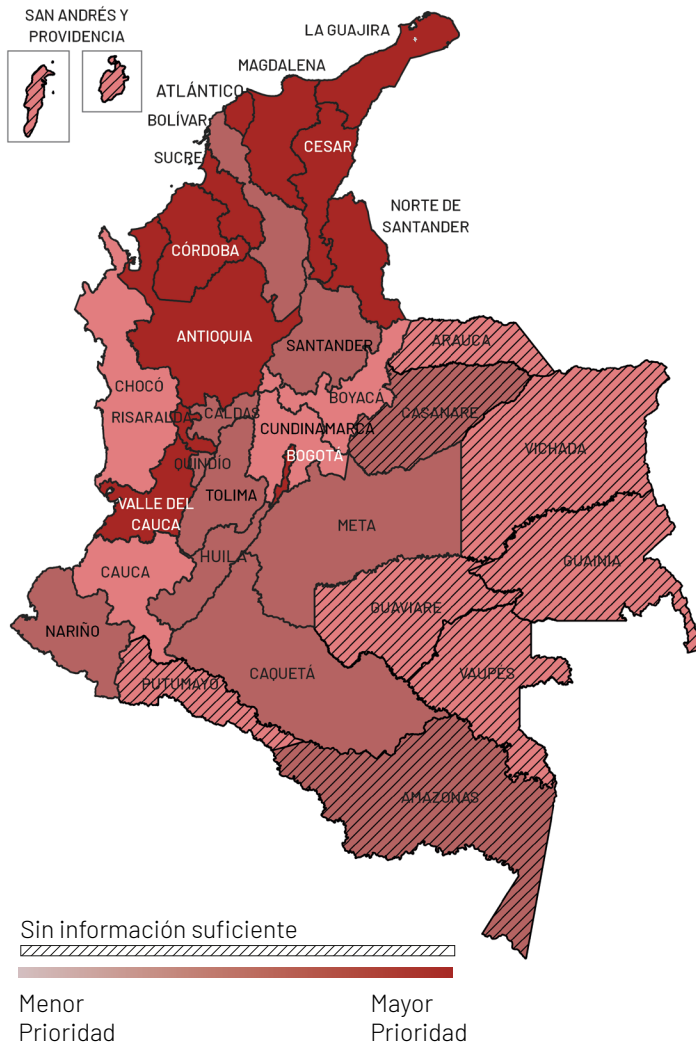 SAN ANDRÉS Y
PROVIDENCIA
LA GUAJIRA
MAGDALENA
ATLÁNTICO
BOLÍVAR
SUCRE
CESAR
NORTE DE
SANTANDER
CÓRDOBA
ANTIOQUIA
SANTANDER
ARAUCA
CHOCÓ
BOYACÁ
RISARALDA
CALDAS
CASANARE
CUNDINAMARCA
VICHADA
BOGOTÁ
QUINDÍO
TOLIMA
VALLE DEL
CAUCA
META
HUILA
GUAINÍA
CAUCA
GUAVIARE
NARIÑO
CAQUETÁ
VAUPÉS
PUTUMAYO
AMAZONAS
Sin información suficiente
Menor
Prioridad
Mayor
Prioridad